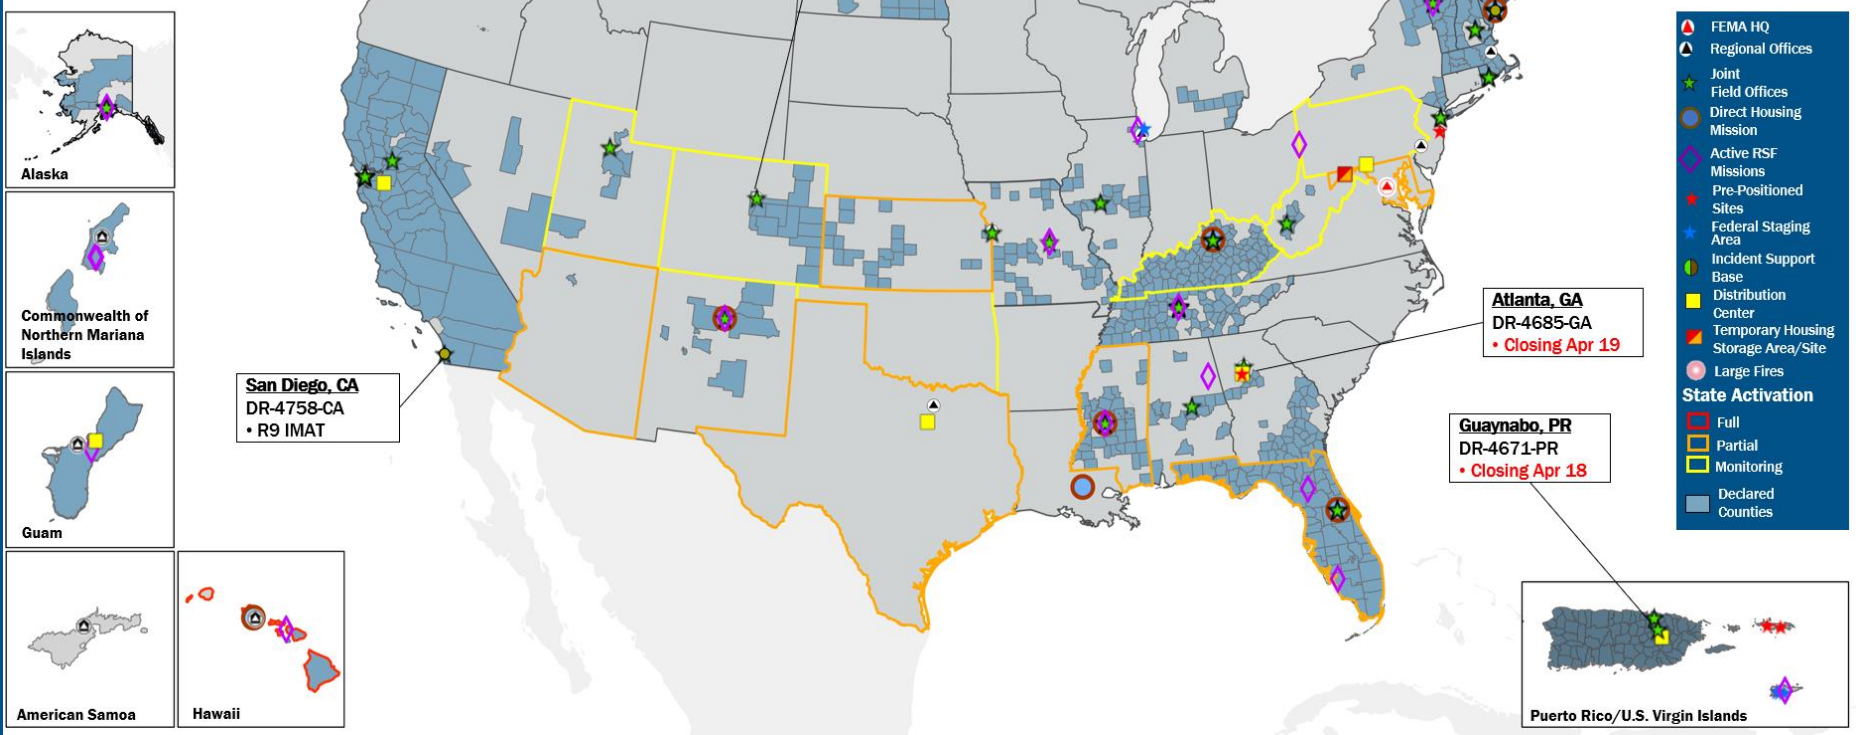 Alaska
Commonwealth of
Northern Mariana
Islands
Guam
American Samoa
Hawaii
San Diego, CA
DR-4758-CA
• R9 IMAT
Atlanta, GA
DR-4685-GA
• Closing Apr 19
Guaynabo, PR
DR-4671-PR
• Closing Apr 18
Puerto Rico/U.S. Virgin Islands
FEMA HQ
Regional Offices
Joint
Field Offices
Direct Housing
Mission
Active RSF
Missions
Pre-Positioned
Sites
Federal Staging
Area
Incident Support
Base
Distribution
Center
Temporary Housing
Storage Area/Site
Large Fires
State Activation
Full
Partial
Monitoring
Declared
Counties